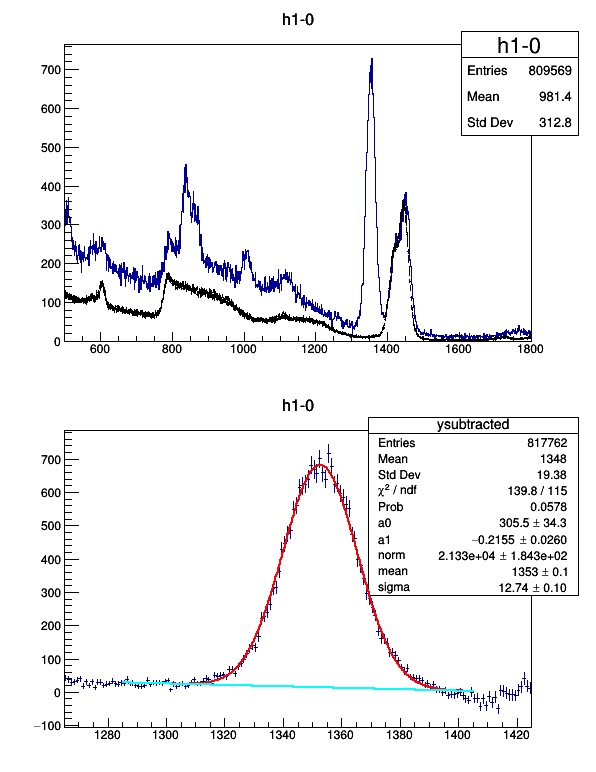 h1-0
h1-0
Entries 809569
Mean 981.4
Std Dev 312.8
700
600
500
400
300
200
100
0
600 800 1000 1200 1400 1600 1800
h1-0
ysubtracted
Entries 817762
Mean 1348
Std Dev 19.38
χ² / ndf 139.8 / 115
Prob 0.0578
a0 305.5 ± 34.3
a1 −0.2155 ± 0.0260
norm 2.133e+04 ± 1.843e+02
mean 1353 ± 0.1
sigma 12.74 ± 0.10
700
600
500
400
300
200
100
0
−100
1280 1300 1320 1340 1360 1380 1400 1420